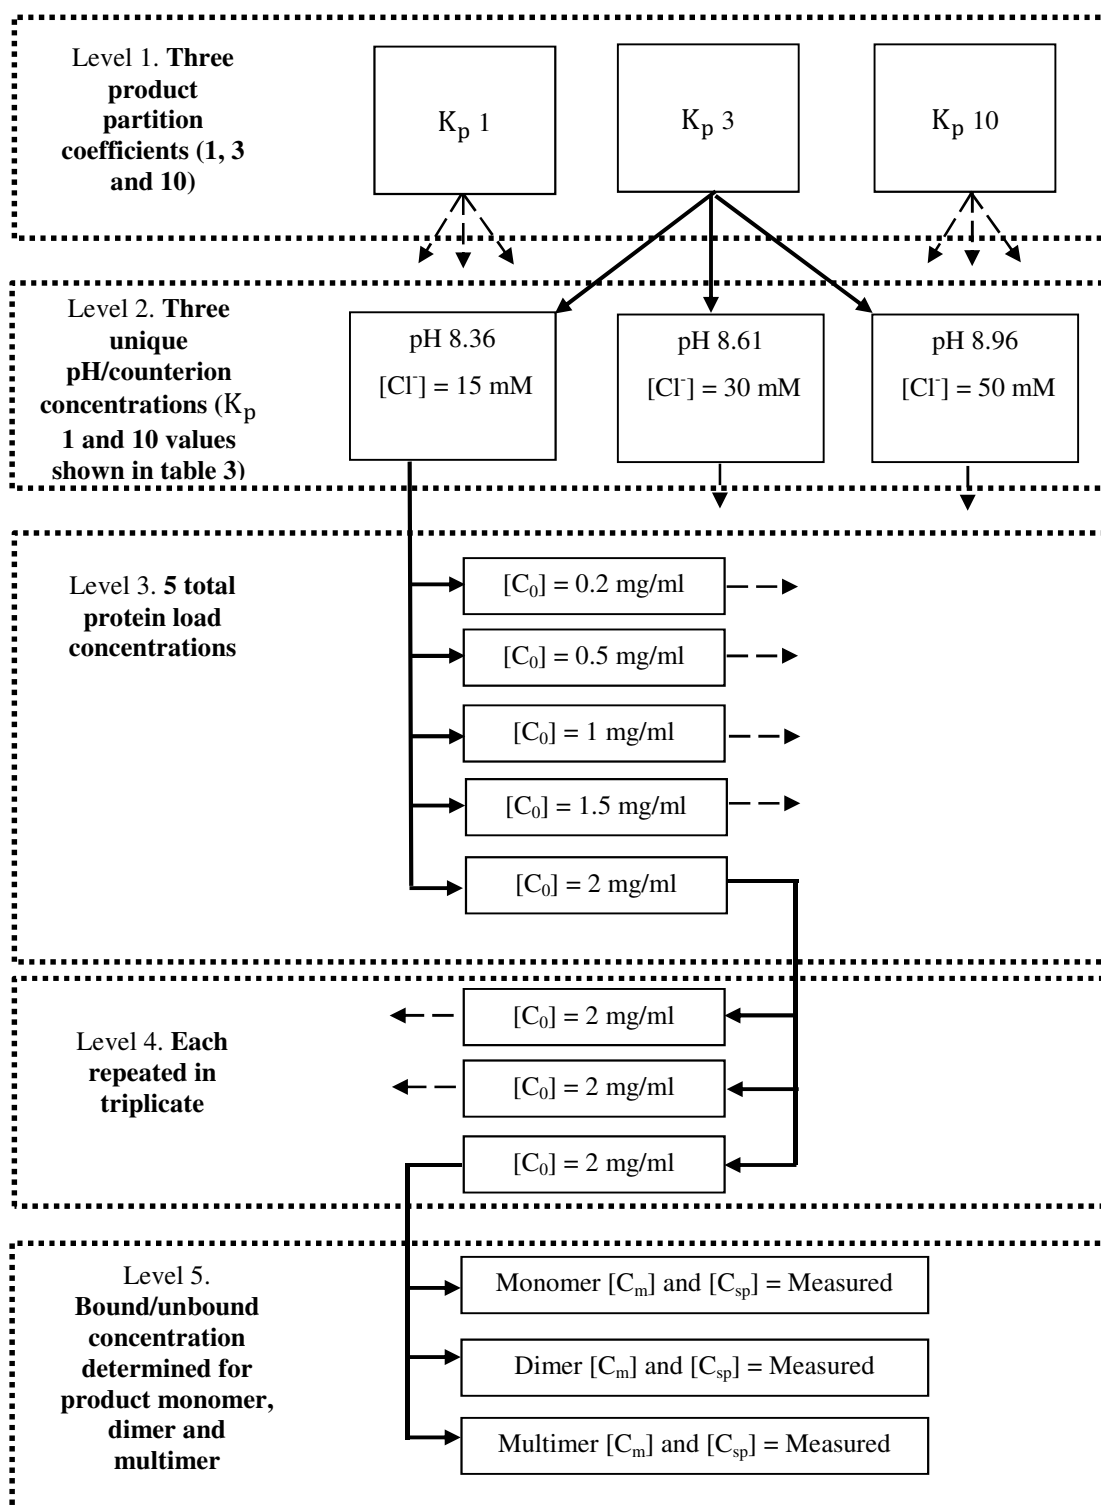 Level 1. Three
product
partition
coefficients (1, 3
and 10)
Kp 1
Kp 3
Kp 10
Level 2. Three
unique
pH/counterion
concentrations (Kp
1 and 10 values
shown in table 3)
pH 8.36
[Cl-] = 15 mM
pH 8.61
[Cl-] = 30 mM
pH 8.96
[Cl-] = 50 mM
Level 3. 5 total
protein load
concentrations
[C0] = 0.2 mg/ml
[C0] = 0.5 mg/ml
[C0] = 1 mg/ml
[C0] = 1.5 mg/ml
[C0] = 2 mg/ml
Level 4. Each
repeated in
triplicate
[C0] = 2 mg/ml
[C0] = 2 mg/ml
[C0] = 2 mg/ml
Level 5.
Bound/unbound
concentration
determined for
product monomer,
dimer and
multimer
Monomer [Cm] and [Csp] = Measured
Dimer [Cm] and [Csp] = Measured
Multimer [Cm] and [Csp] = Measured